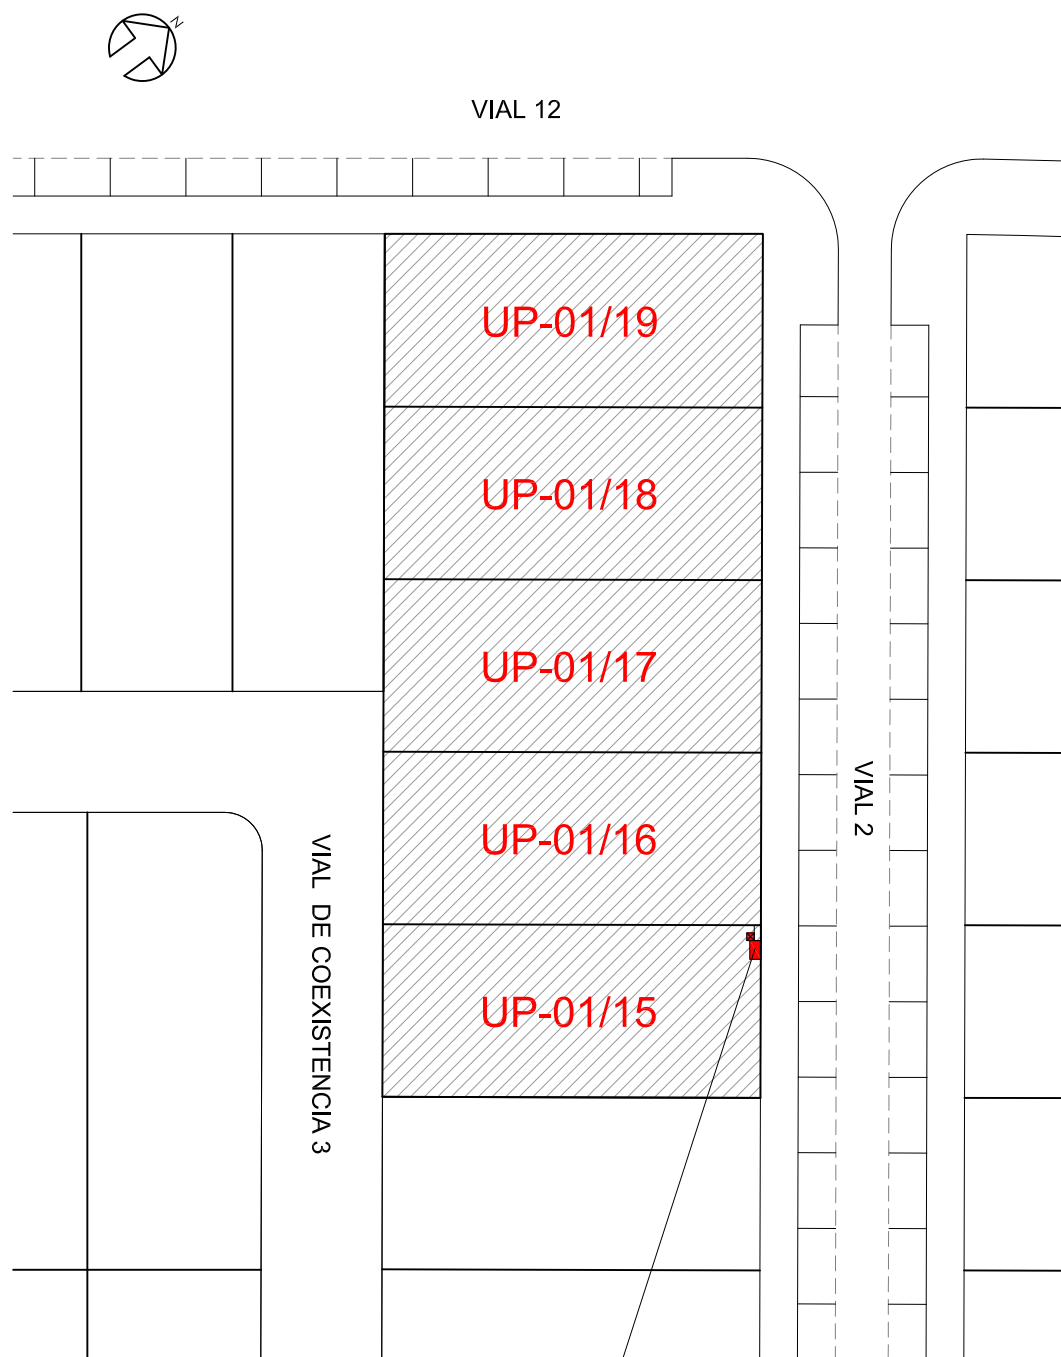 N
VIAL 12
UP-01/19
UP-01/18
UP-01/17
UP-01/16
UP-01/15
VIAL 2
VIAL DE COEXISTENCIA 3